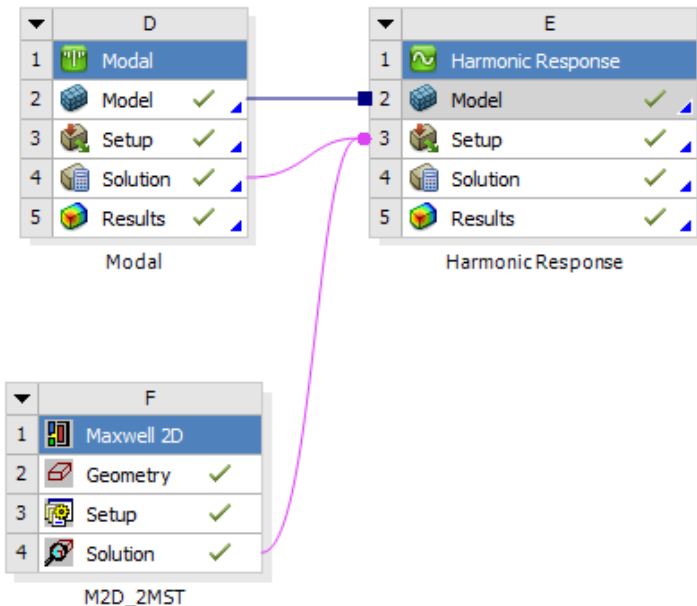 D
1 Modal
2 Model
3 Setup
4 Solution
5 Results
Modal
E
1 Harmonic Response
2 Model
3 Setup
4 Solution
5 Results
Harmonic Response
F
1 Maxwell 2D
2 Geometry
3 Setup
4 Solution
M2D_2MST